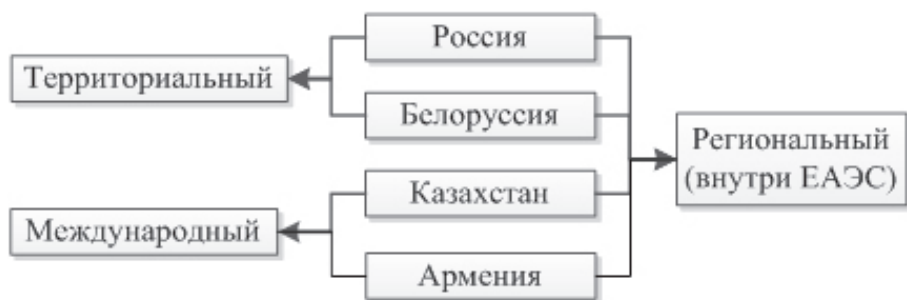 Россия
Территориальный
Белоруссия
Региональный
(внутри ЕАЭС)
Казахстан
Международный
Армения